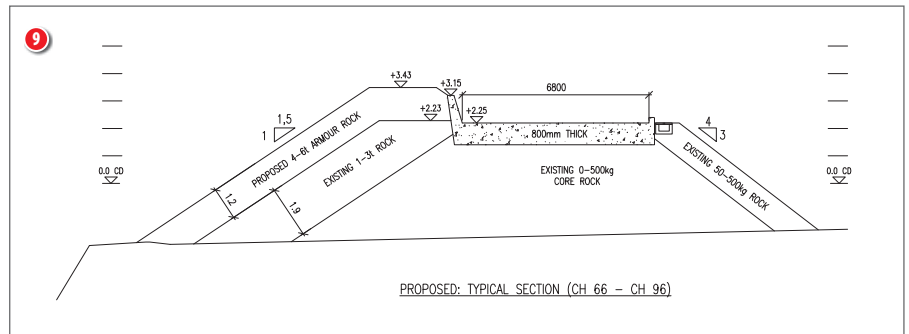 9
+3.43
+3.15
6800
+2.23
+2.25
1,5
1
4
3
PROPOSED 4-6t ARMOUR ROCK
EXISTING 1-3t ROCK
800mm THICK
EXISTING 0-500kg
CORE ROCK
EXISTING 50-500kg ROCK
0.0 CD
0.0 CD
1.2
1.9
PROPOSED: TYPICAL SECTION (CH 66 - CH 96)